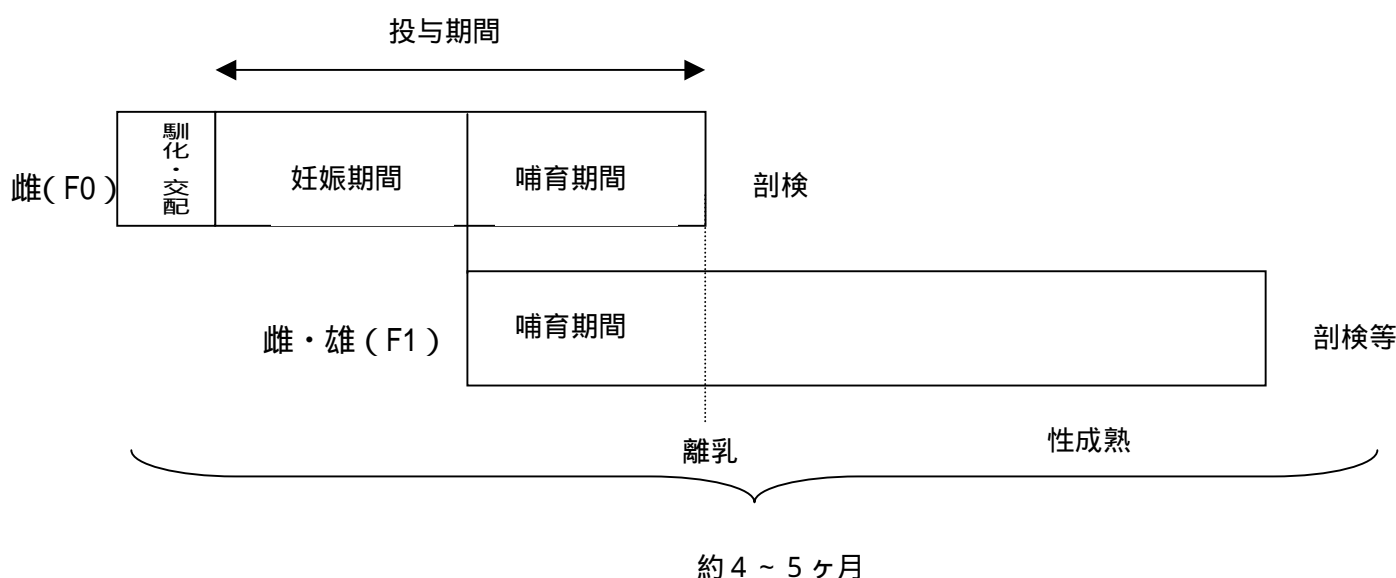 投与期間
馴化・交配
雌(F0)
妊娠期間
哺育期間
剖検
哺育期間
雌・雄(F1)
剖検等
離乳
性成熟
約4~5ヶ月